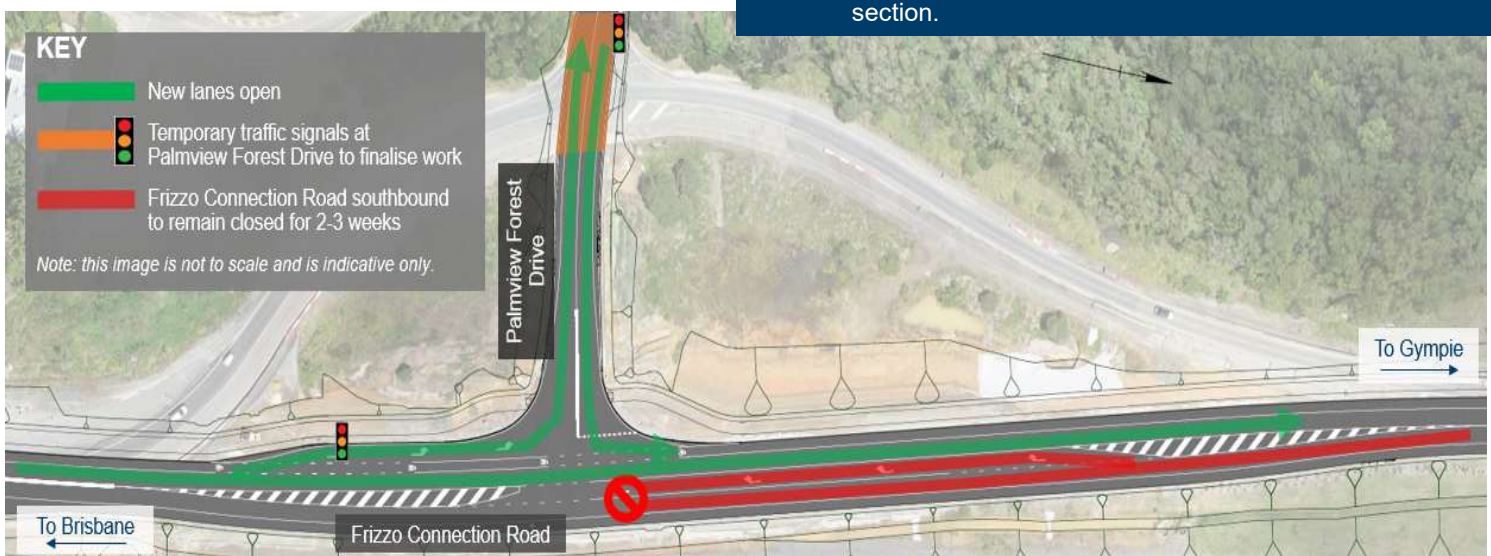 section.
KEY
New lanes open
Temporary traffic signals at
Palmview Forest Drive to finalise work
Frizzo Connection Road southbound
to remain closed for 2-3 weeks
Note: this image is not to scale and is indicative only.
Palmview Forest
Drive
To Gympie
To Brisbane
Frizzo Connection Road